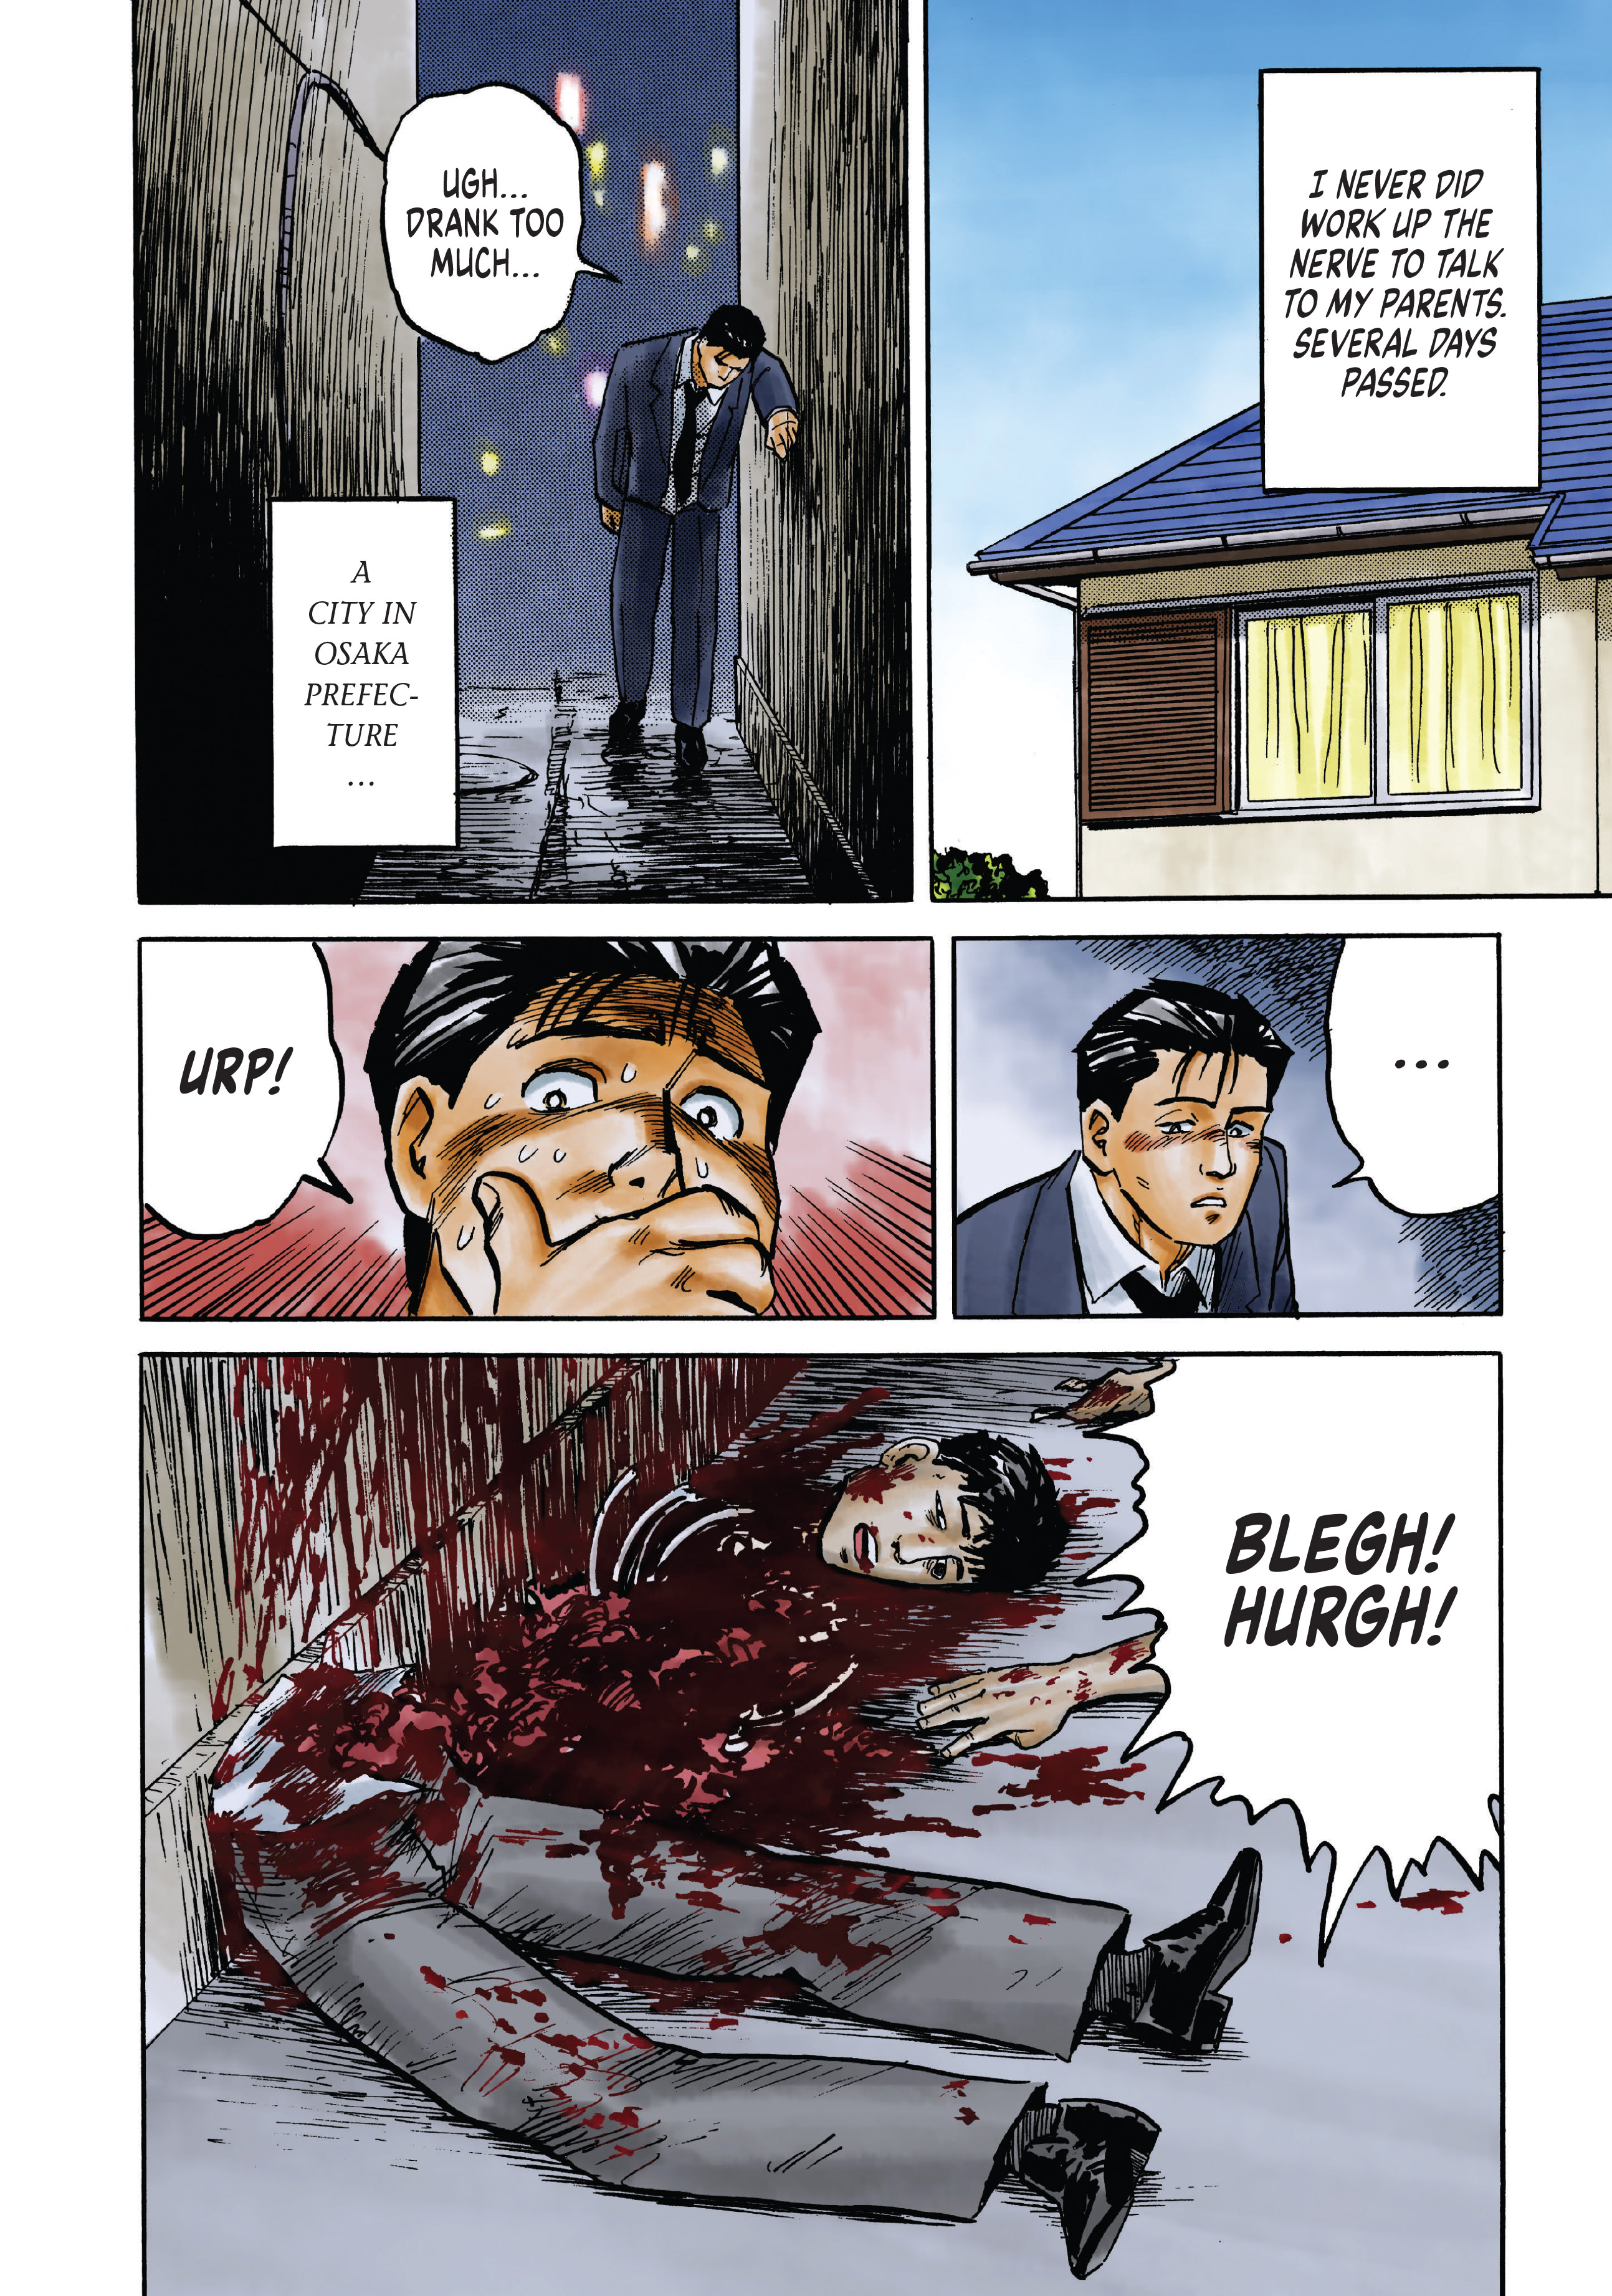 I NEVER DID
WORK UP THE
NERVE TO TALK
TO MY PARENTS.
SEVERAL DAYS
PASSED.
UGH...
DRANK TOO
MUCH...
A
CITY IN
OSAKA
PREFEC-
TURE
...
...
URP!
BLEGH!
HURGH!